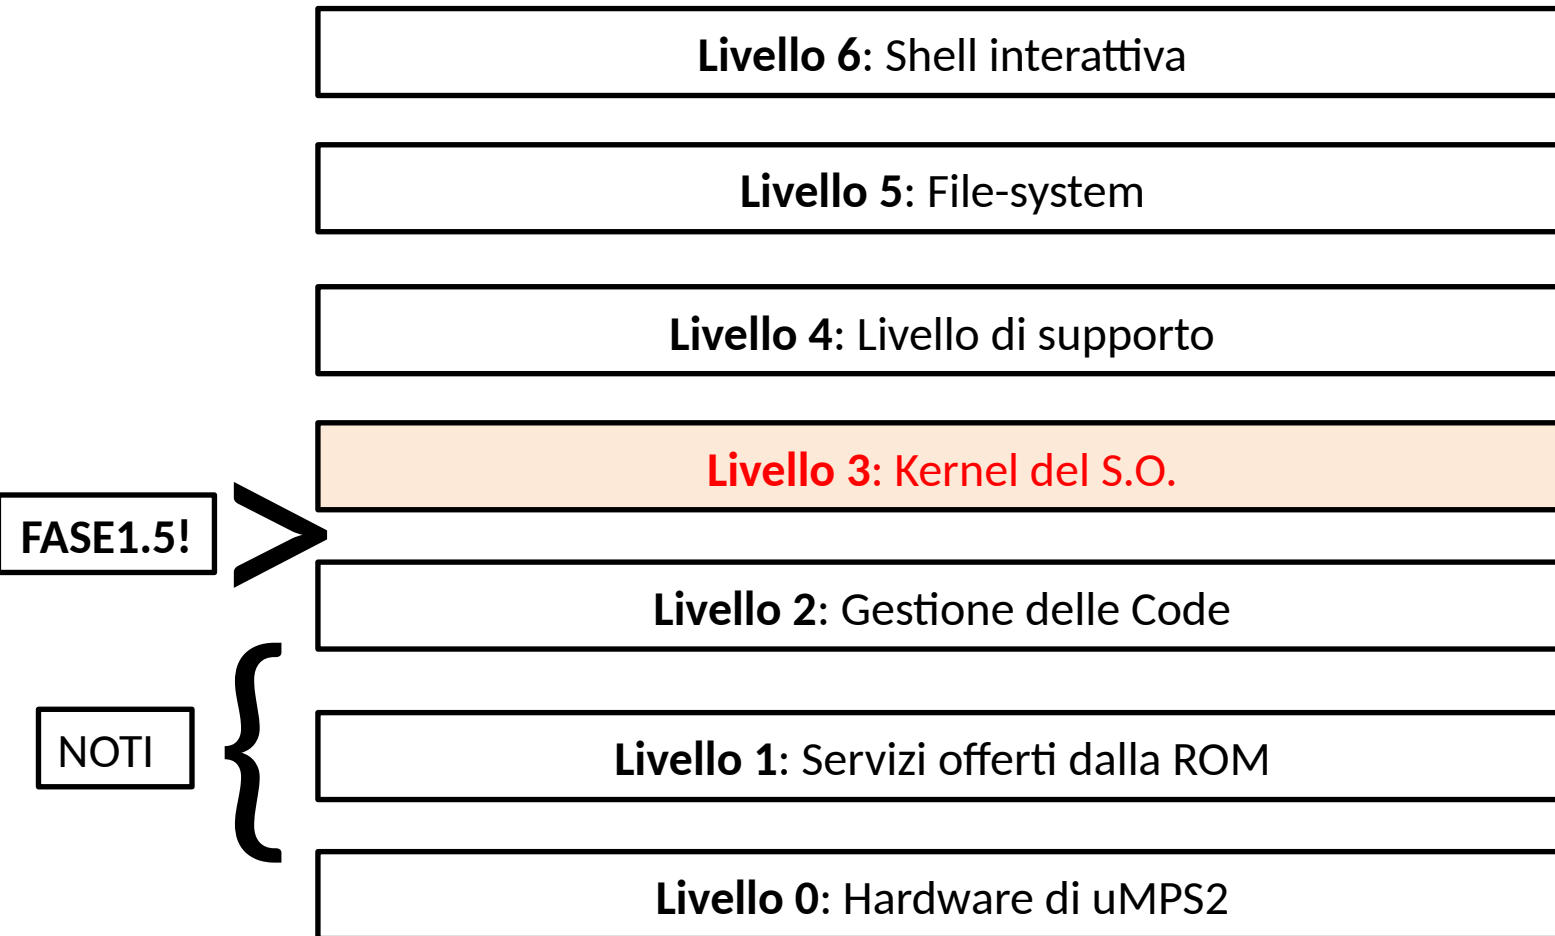 Livello 6: Shell interattiva
Livello 5: File-system
Livello 4: Livello di supporto
Livello 3: Kernel del S.O.
FASE1.5!
>
Livello 2: Gestione delle Code
{
NOTI
Livello 1: Servizi offerti dalla ROM
Livello 0: Hardware di uMPS2